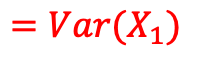 = Var(X₁)